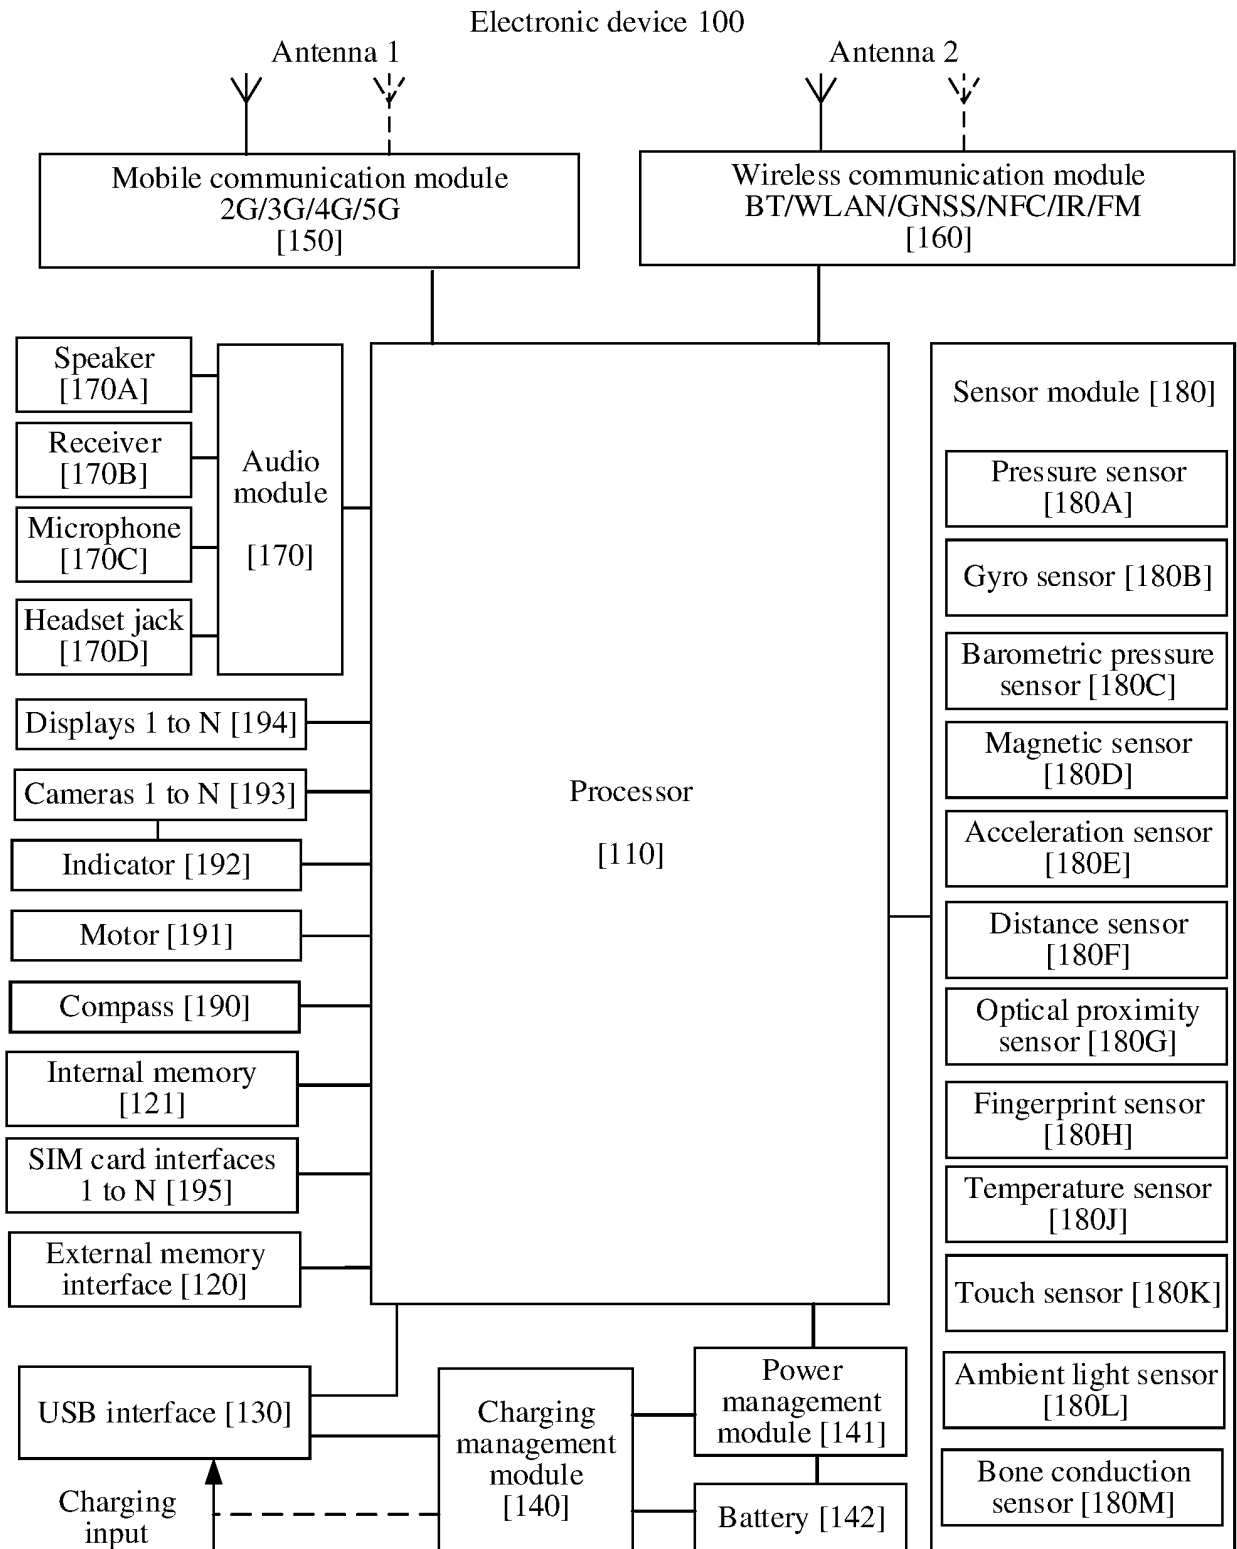 Electronic device 100
Antenna 1
Antenna 2
Mobile communication module
2G/3G/4G/5G
[150]
Wireless communication module
BT/WLAN/GNSS/NFC/IR/FM
[160]
Speaker
[170A]
Receiver
[170B]
Microphone
[170C]
Headset jack
[170D]
Audio
module
[170]
Displays 1 to N [194]
Cameras 1 to N [193]
Indicator [192]
Motor [191]
Compass [190]
Internal memory
[121]
SIM card interfaces
1 to N [195]
External memory
interface [120]
Processor
[110]
Sensor module [180]
Pressure sensor
[180A]
Gyro sensor [180B]
Barometric pressure
sensor [180C]
Magnetic sensor
[180D]
Acceleration sensor
[180E]
Distance sensor
[180F]
Optical proximity
sensor [180G]
Fingerprint sensor
[180H]
Temperature sensor
[180J]
Touch sensor [180K]
Ambient light sensor
[180L]
Bone conduction
sensor [180M]
USB interface [130]
Charging
input
Charging
management
module
[140]
Power
management
module [141]
Battery [142]